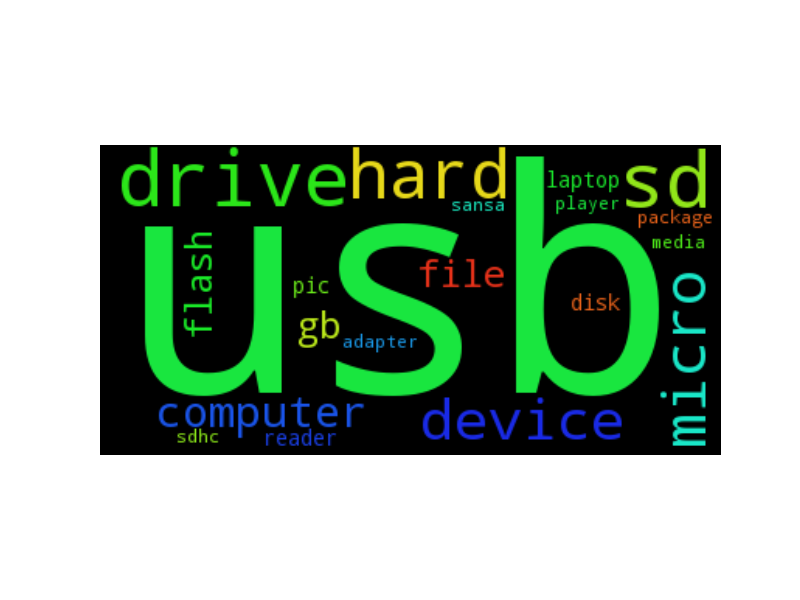 drive hard sd
laptop
sansa player
package
media
usb
flash
file
pic
disk
gb
adapter
micro
computer device
sdhc reader